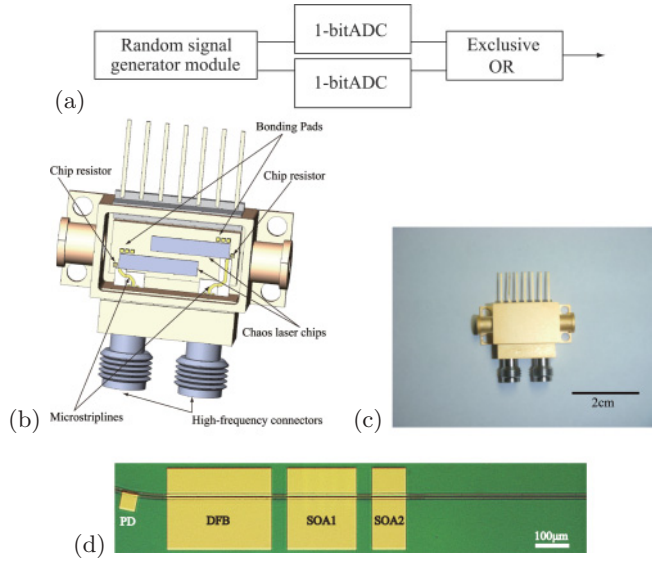 Random signal
generator module
1-bitADC
1-bitADC
Exclusive
OR
(a)
Bonding Pads
Chip resistor
Chip resistor
Chaos laser chips
Microstriplines
High-frequency connectors
(b)
2cm
(c)
PD
DFB
SOA1
SOA2
100μm
(d)